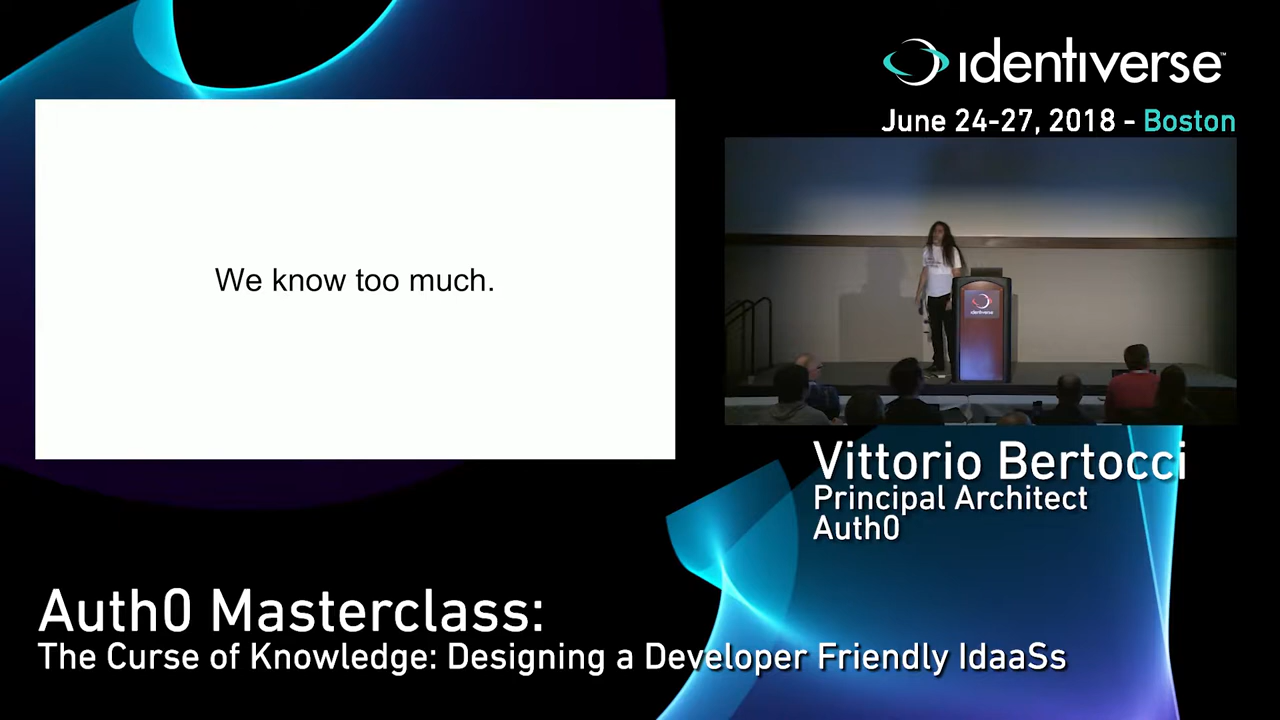 identiverse™
June 24-27, 2018 - Boston
We know too much.
identiverse
Vittorio Bertocci
Principal Architect
Auth0
Auth0 Masterclass:
The Curse of Knowledge: Designing a Developer Friendly IdaaSs